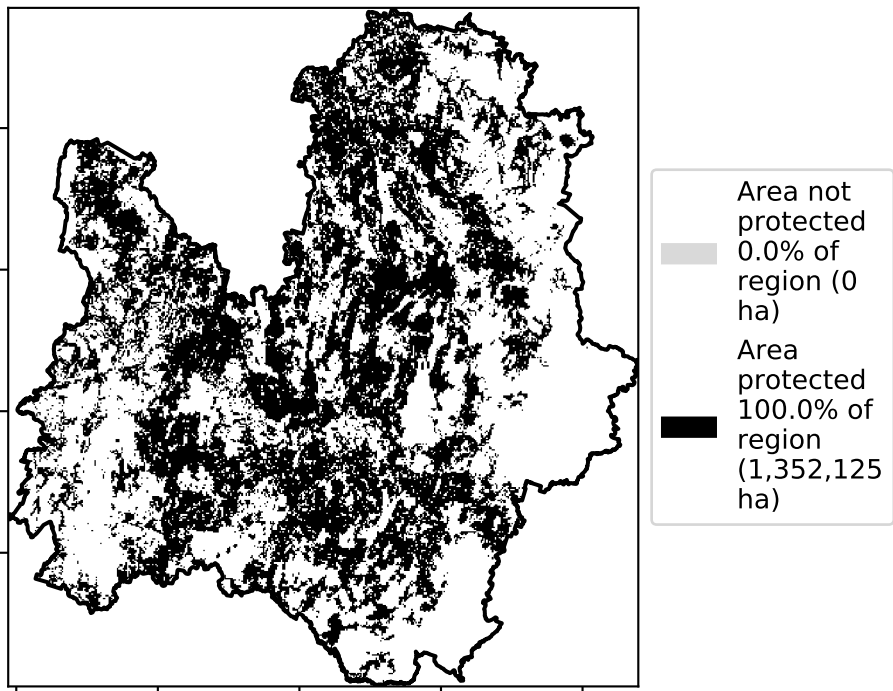 Area not
protected
0.0% of
region (0
ha)
Area
protected
100.0% of
region
(1,352,125
ha)